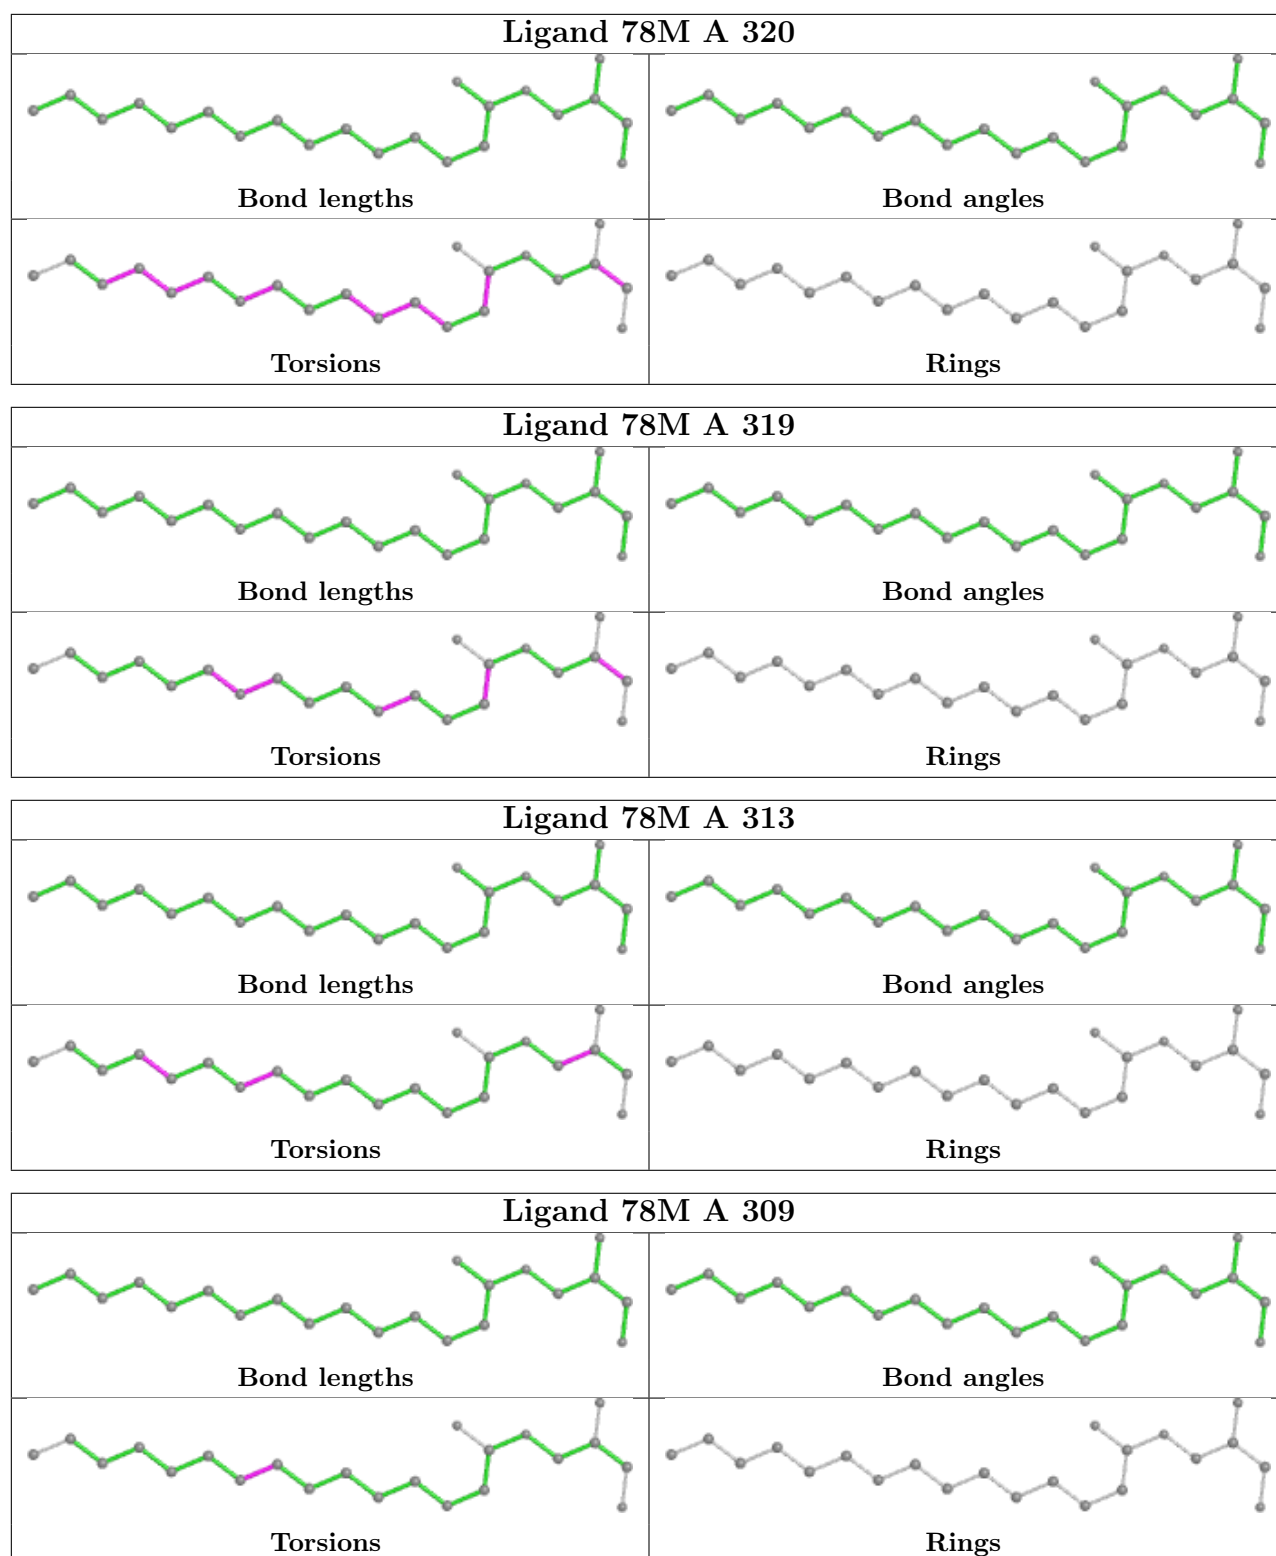 Ligand 78M A 320
Bond lengths
Bond angles
Torsions
Rings
Ligand 78M A 319
Bond lengths
Bond angles
Torsions
Rings
Ligand 78M A 313
Bond lengths
Bond angles
Torsions
Rings
Ligand 78M A 309
Bond lengths
Bond angles
Torsions
Rings